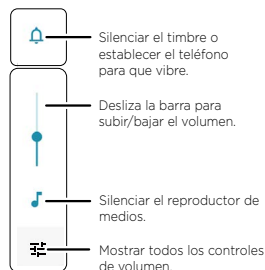 Silenciar el timbre o
establecer el teléfono
para que vibre.
Desliza la barra para
subir/bajar el volumen.
Silenciar el reproductor de
medios.
Mostrar todos los controles
de volumen.